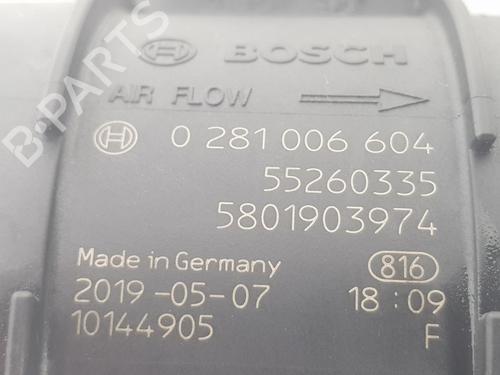 BOSCH
AIR FLOW
0 281 006 604
55260335
5801903974
Made in Germany 816
2019-05-07 18:09
10144905 F
B-PARTS